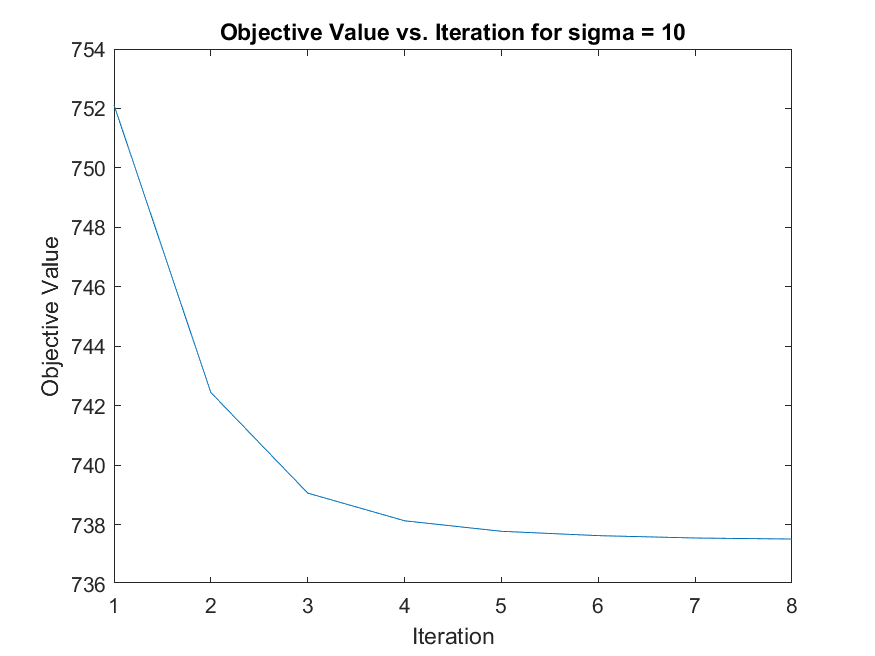 Objective Value vs. Iteration for sigma = 10
754
752
750
748
746
744
742
740
738
736
Objective Value
1 2 3 4 5 6 7 8
Iteration